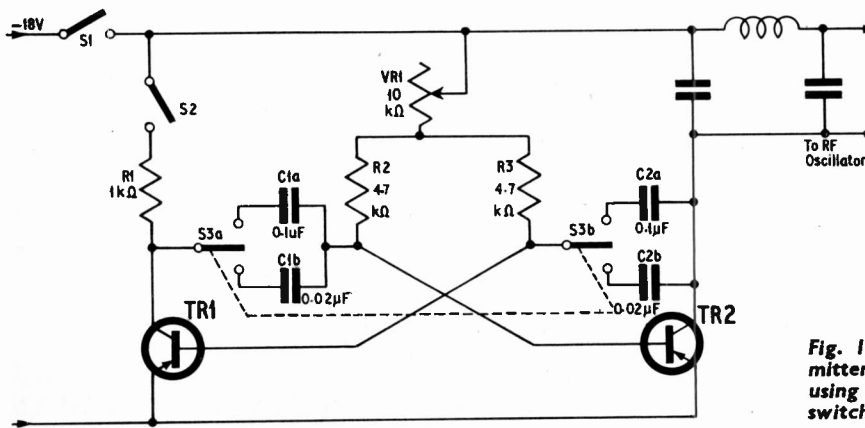 -18V
S1
S2
VR1
10
kΩ
R1
1kΩ
R2
4·7
kΩ
R3
4·7
kΩ
C1a
0·1uF
S3a
C1b
0·02µF
C2a
0·1µF
S3b
C2b
0·02µF
To RF
Oscillator
TR1
TR2
Fig. 1
mitter
using
switch